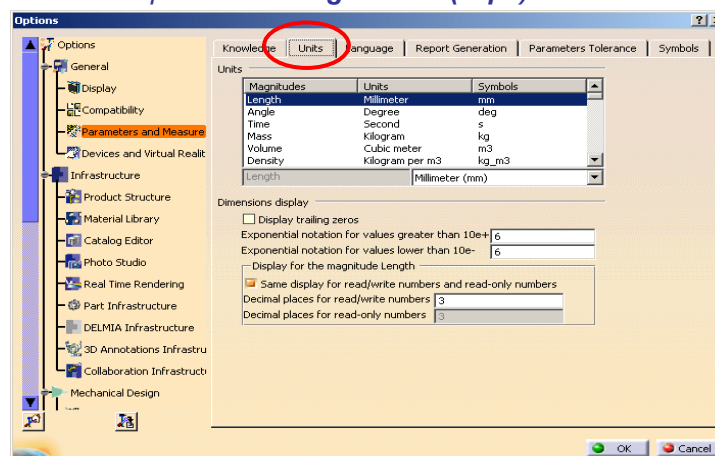 Options
Options
General
Display
Compatibility
Parameters and Measure
Devices and Virtual Realit
Infrastructure
Product Structure
Material Library
Catalog Editor
Photo Studio
Real Time Rendering
Part Infrastructure
DELMIA Infrastructure
3D Annotations Infrastru
Collaboration Infrastructu
Mechanical Design
Knowledge Units Language Report Generation Parameters Tolerance Symbols
Units
Magnitudes Units Symbols
Length Millimeter mm
Angle Degree deg
Time Second s
Mass Kilogram kg
Volume Cubic meter m3
Density Kilogram per m3 kg_m3
Length Millimeter (mm)
Dimensions display
Display trailing zeros
Exponential notation for values greater than 10e+ 6
Exponential notation for values lower than 10e- 6
Display for the magnitude Length
Same display for read/write numbers and read-only numbers
Decimal places for read/write numbers 3
Decimal places for read-only numbers 3
OK Cancel